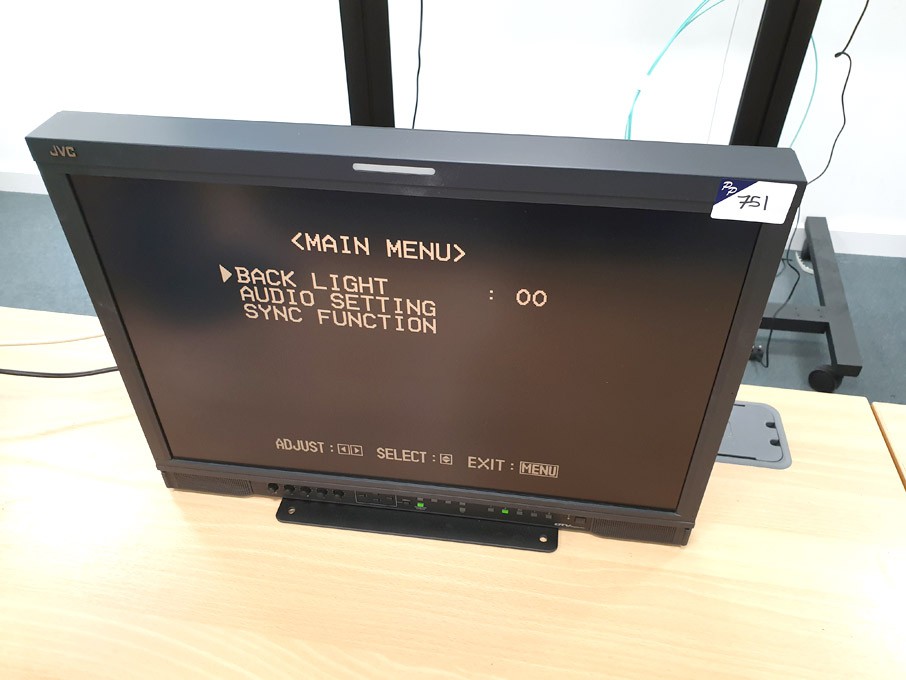 JVC
PP
751
<MAIN MENU>
▶BACK LIGHT : 00
AUDIO SETTING
SYNC FUNCTION
ADJUST :◀▶ SELECT : EXIT : MENU